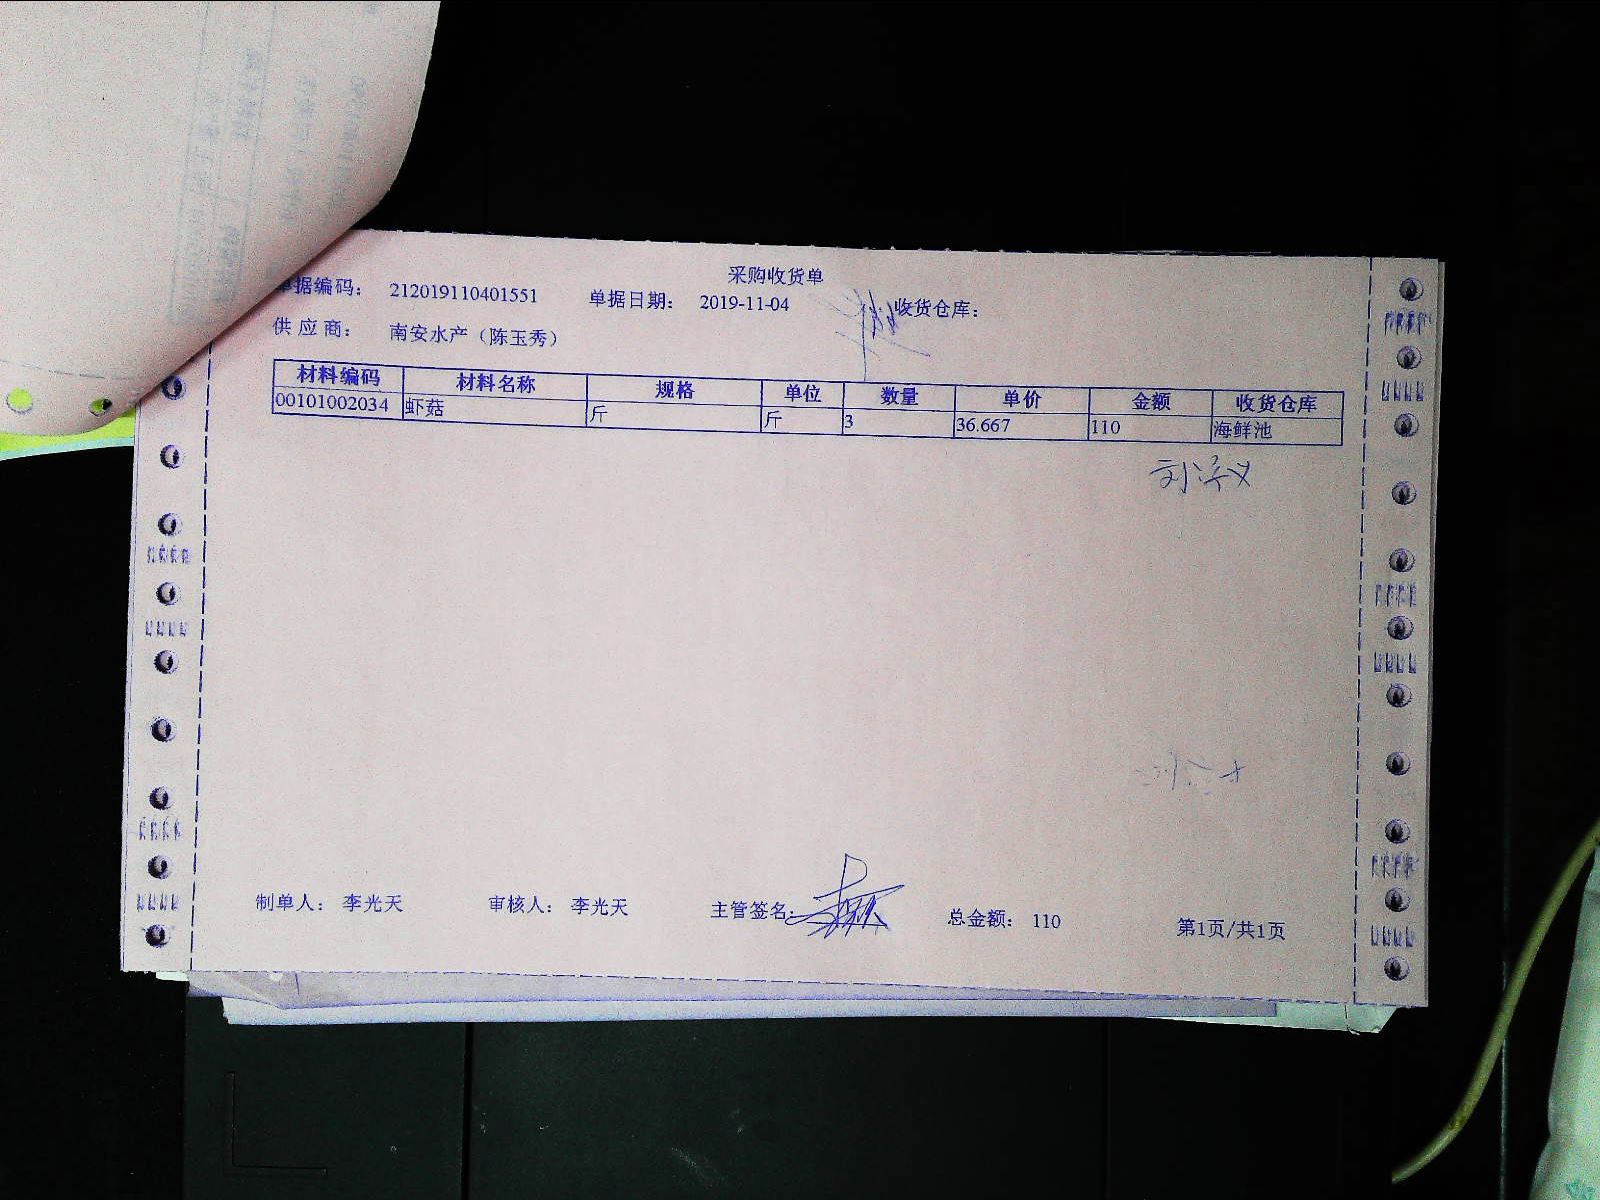 采购收货单
单据编码： 212019110401551 单据日期： 2019-11-04 收货仓库：
供 应 商： 南安水产（陈玉秀）
材料编码 材料名称 规格 单位 数量 单价 金额 收货仓库
00101002034 虾菇 斤 斤 3 36.667 110 海鲜池
制单人： 李光天 审核人： 李光天 主管签名： 总金额： 110 第1页/共1页